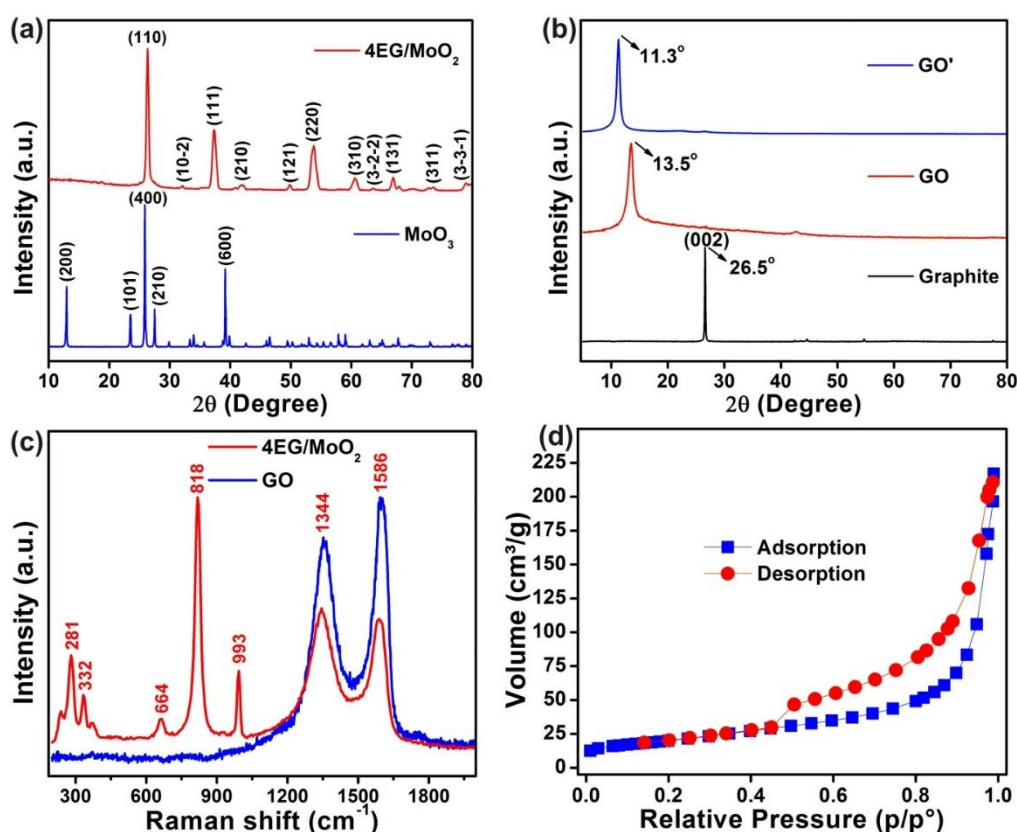 (a)
(110)
4EG/MoO₂
(111)
(220)
(10-2)
(210)
(121)
(310)
(3-2-2)
(131)
(311)
(3-3-1)
(400)
MoO₃
(200)
(101)
(210)
(600)
Intensity (a.u.)
10 20 30 40 50 60 70 80
2θ (Degree)
(b)
11.3°
GO'
13.5°
GO
(002)
26.5°
Graphite
Intensity (a.u.)
10 20 30 40 50 60 70 80
2θ (Degree)
(c)
4EG/MoO₂
GO
818
1586
1344
281
332
664
993
Intensity (a.u.)
300 600 900 1200 1500 1800
Raman shift (cm⁻¹)
(d)
225
200
175
150
125
100
75
50
25
0
Adsorption
Desorption
Volume (cm³/g)
0.0 0.2 0.4 0.6 0.8 1.0
Relative Pressure (p/p°)